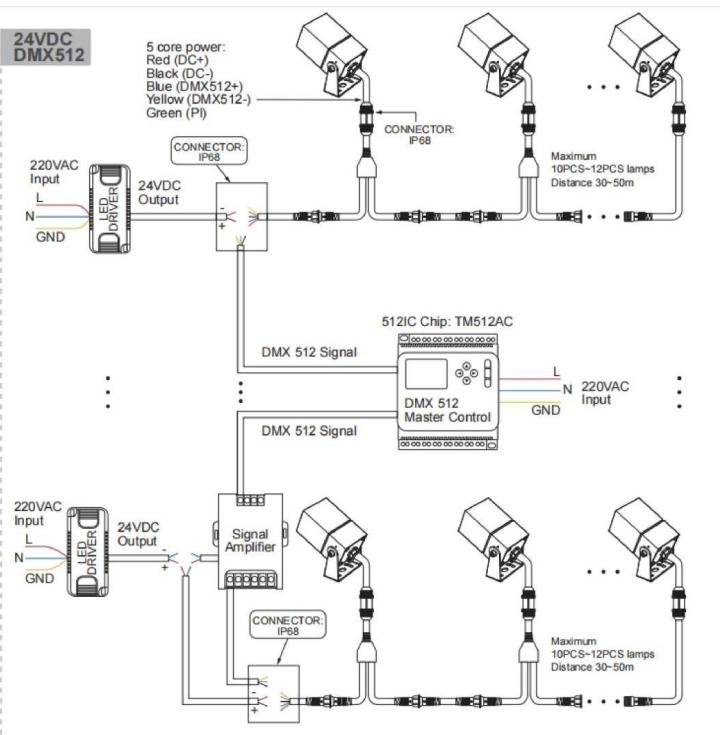 24VDC
DMX512
5 core power:
Red (DC+)
Black (DC-)
Blue (DMX512+)
Yellow (DMX512-)
Green (PI)
CONNECTOR:
IP68
CONNECTOR:
IP68
Maximum
10PCS~12PCS lamps
Distance 30~50m
220VAC
Input
L
N
GND
LED
DRIVER
24VDC
Output
-
+
512IC Chip: TM512AC
DMX 512 Signal
DMX 512
Master Control
L
N
GND
220VAC
Input
DMX 512 Signal
220VAC
Input
L
N
GND
LED
DRIVER
24VDC
Output
-
+
Signal
Amplifier
CONNECTOR:
IP68
-
+
Maximum
10PCS~12PCS lamps
Distance 30~50m